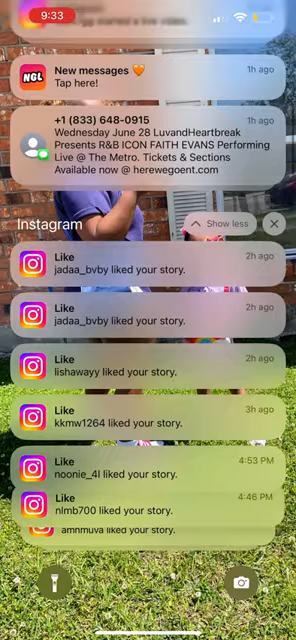 9:33
New messages 🧡
1h ago
Tap here!
NGL
+1 (833) 648-0915
1h ago
Wednesday June 28 LuvandHeartbreak
Presents R&B ICON FAITH EVANS Performing
Live @ The Metro. Tickets & Sections
Available now @ herewegoent.com
Instagram
Show less
Like
2h ago
jadaa_bvby liked your story.
Like
2h ago
jadaa_bvby liked your story.
Like
2h ago
lishawayy liked your story.
Like
3h ago
kkmw1264 liked your story.
Like
4:53 PM
noonie_4l liked your story.
Like
4:46 PM
nlmb700 liked your story.
amnmuva liked your story.